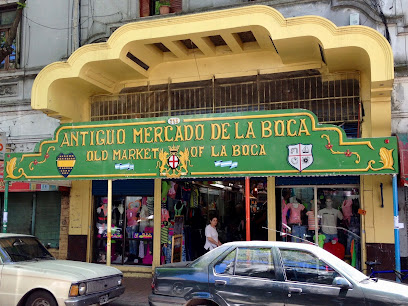 ANTIGUO MERCADO DE LA BOCA
OLD MARKET OF LA BOCA